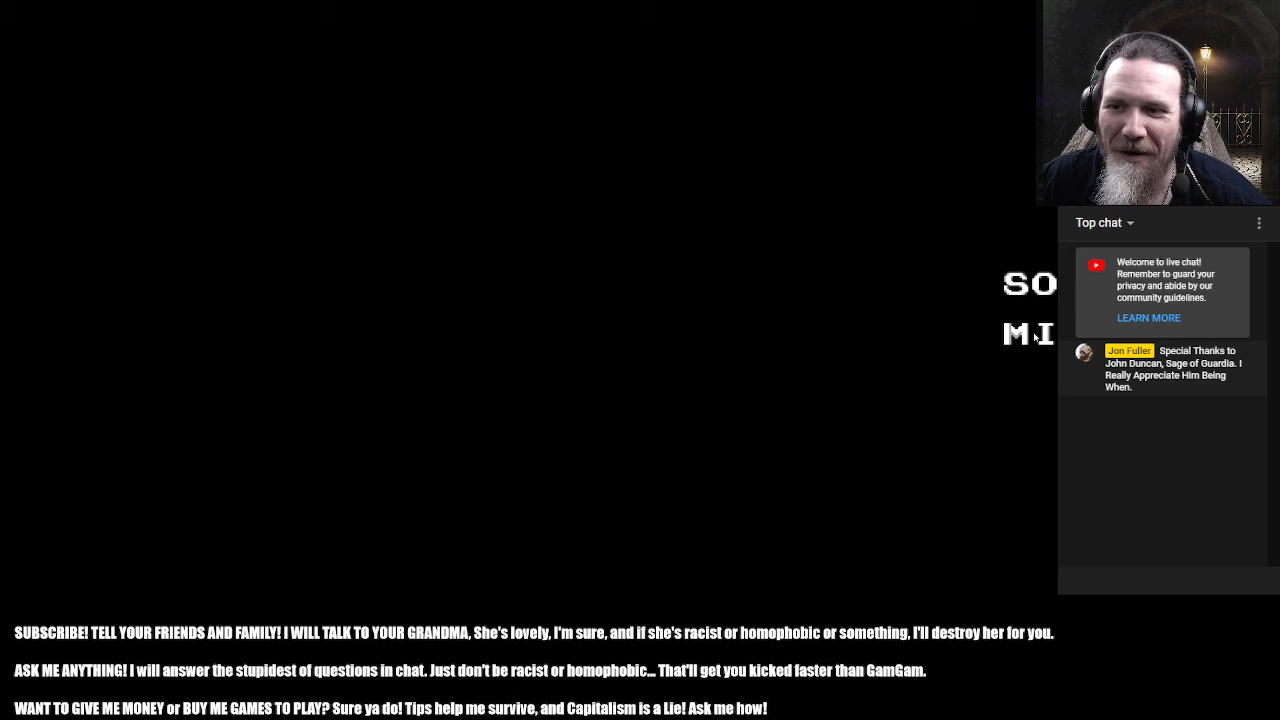 Top chat
Welcome to live chat!
Remember to guard your
privacy and abide by our
community guidelines.
LEARN MORE
SO
MI
Jon Fuller Special Thanks to
John Duncan, Sage of Guardia. I
Really Appreciate Him Being
When.
SUBSCRIBE! TELL YOUR FRIENDS AND FAMILY! I WILL TALK TO YOUR GRANDMA, She's lovely, I'm sure, and if she's racist or homophobic or something, I'll destroy her for you.
ASK ME ANYTHING! I will answer the stupidest of questions in chat. Just don't be racist or homophobic... That'll get you kicked faster than GamGam.
WANT TO GIVE ME MONEY or BUY ME GAMES TO PLAY? Sure ya do! Tips help me survive, and Capitalism is a Lie! Ask me how!